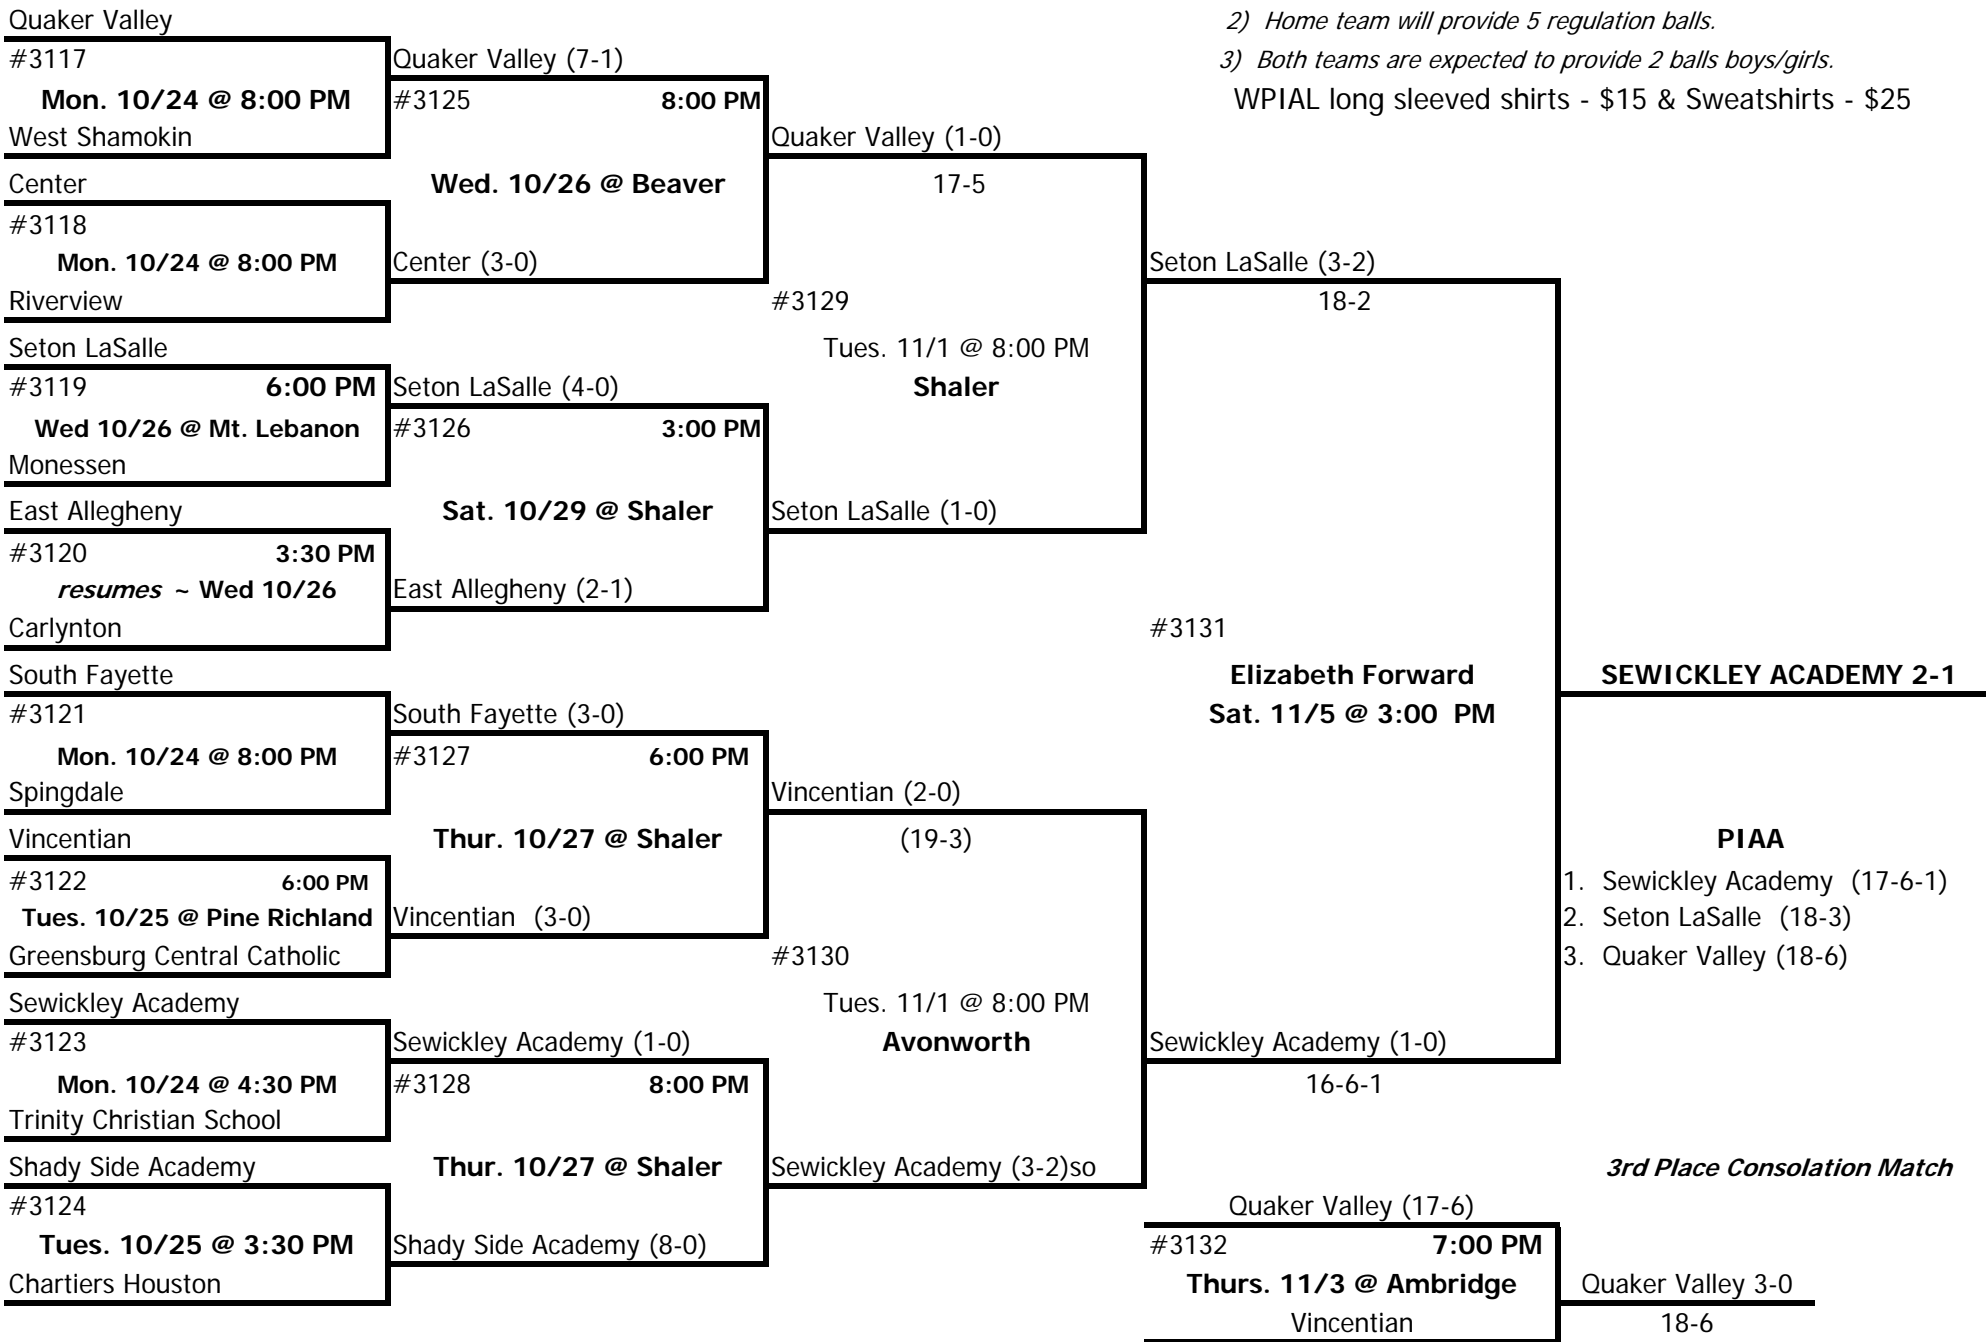 Quaker Valley
#3117
Mon. 10/24 @ 8:00 PM
West Shamokin
Center
#3118
Mon. 10/24 @ 8:00 PM
Riverview
Seton LaSalle
#3119 6:00 PM
Wed 10/26 @ Mt. Lebanon
Monessen
East Allegheny
#3120 3:30 PM
resumes ~ Wed 10/26
Carlynton
South Fayette
#3121
Mon. 10/24 @ 8:00 PM
Spingdale
Vincentian
#3122 6:00 PM
Tues. 10/25 @ Pine Richland
Greensburg Central Catholic
Sewickley Academy
#3123
Mon. 10/24 @ 4:30 PM
Trinity Christian School
Shady Side Academy
#3124
Tues. 10/25 @ 3:30 PM
Chartiers Houston
Quaker Valley (7-1)
#3125 8:00 PM
Wed. 10/26 @ Beaver
Center (3-0)
Seton LaSalle (4-0)
#3126 3:00 PM
Sat. 10/29 @ Shaler
East Allegheny (2-1)
South Fayette (3-0)
#3127 6:00 PM
Thur. 10/27 @ Shaler
Vincentian (3-0)
Sewickley Academy (1-0)
#3128 8:00 PM
Thur. 10/27 @ Shaler
Shady Side Academy (8-0)
Quaker Valley (1-0)
17-5
#3129
Tues. 11/1 @ 8:00 PM
Shaler
Seton LaSalle (1-0)
Vincentian (2-0)
(19-3)
#3130
Tues. 11/1 @ 8:00 PM
Avonworth
Sewickley Academy (3-2)so
2) Home team will provide 5 regulation balls.
3) Both teams are expected to provide 2 balls boys/girls.
WPIAL long sleeved shirts - $15 & Sweatshirts - $25
Seton LaSalle (3-2)
18-2
#3131
Elizabeth Forward
Sat. 11/5 @ 3:00 PM
Sewickley Academy (1-0)
16-6-1
SEWICKLEY ACADEMY 2-1
PIAA
1. Sewickley Academy (17-6-1)
2. Seton LaSalle (18-3)
3. Quaker Valley (18-6)
3rd Place Consolation Match
Quaker Valley (17-6)
#3132 7:00 PM
Thurs. 11/3 @ Ambridge
Vincentian
Quaker Valley 3-0
18-6